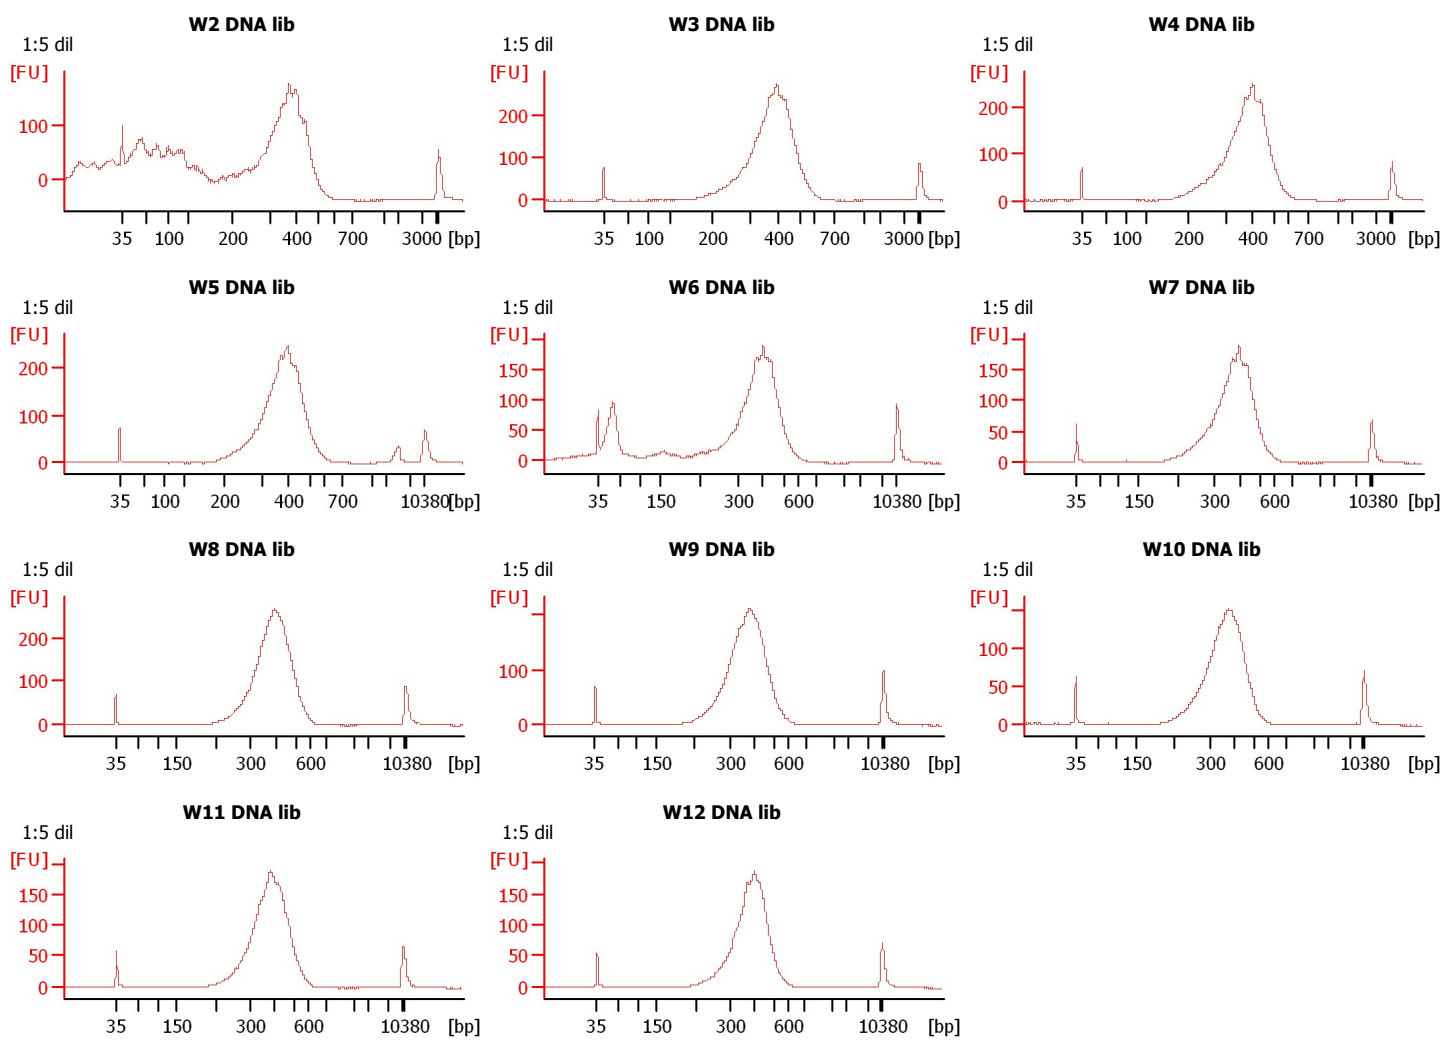 W2 DNA lib
1:5 dil
[FU]
100
0
35 100 200 400 700 3000 [bp]
W3 DNA lib
1:5 dil
[FU]
200
100
0
35 100 200 400 700 3000 [bp]
W4 DNA lib
1:5 dil
[FU]
200
100
0
35 100 200 400 700 3000 [bp]
W5 DNA lib
1:5 dil
[FU]
200
100
0
35 100 200 400 700 10380 [bp]
W6 DNA lib
1:5 dil
[FU]
150
100
50
0
35 150 300 600 10380 [bp]
W7 DNA lib
1:5 dil
[FU]
150
100
50
0
35 150 300 600 10380 [bp]
W8 DNA lib
1:5 dil
[FU]
200
100
0
35 150 300 600 10380 [bp]
W9 DNA lib
1:5 dil
[FU]
100
0
35 150 300 600 10380 [bp]
W10 DNA lib
1:5 dil
[FU]
100
50
0
35 150 300 600 10380 [bp]
W11 DNA lib
1:5 dil
[FU]
150
100
50
0
35 150 300 600 10380 [bp]
W12 DNA lib
1:5 dil
[FU]
150
100
50
0
35 150 300 600 10380 [bp]